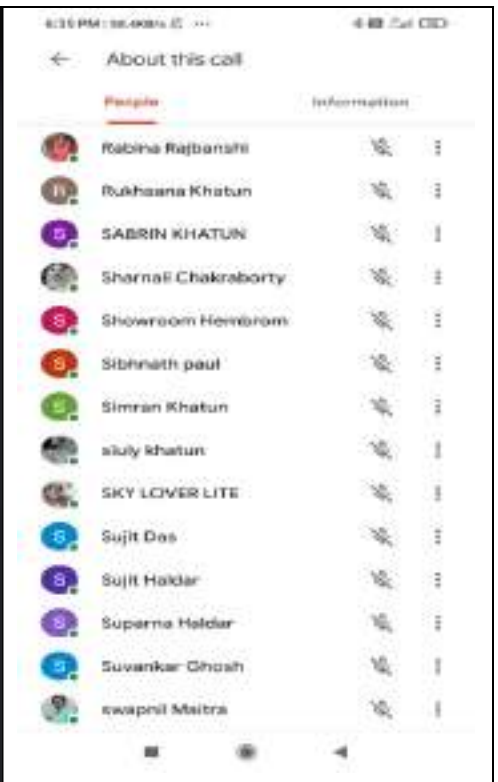 About this call
People Information
Rabina Rajbanshi
R Rukhsana Khatun
S SABRIN KHATUN
Sharnali Chakraborty
S Showroom Hembrom
S Sibhnath paul
S Simran Khatun
siuly khatun
SKY LOVER LITE
S Sujit Das
S Sujit Haldar
S Suparna Haldar
S Suvankar Ghosh
swapnil Maitra